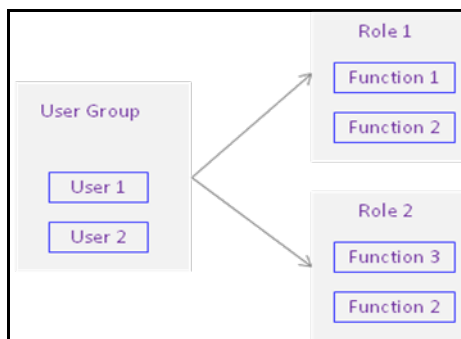 User Group
User 1
User 2
Role 1
Function 1
Function 2
Role 2
Function 3
Function 2